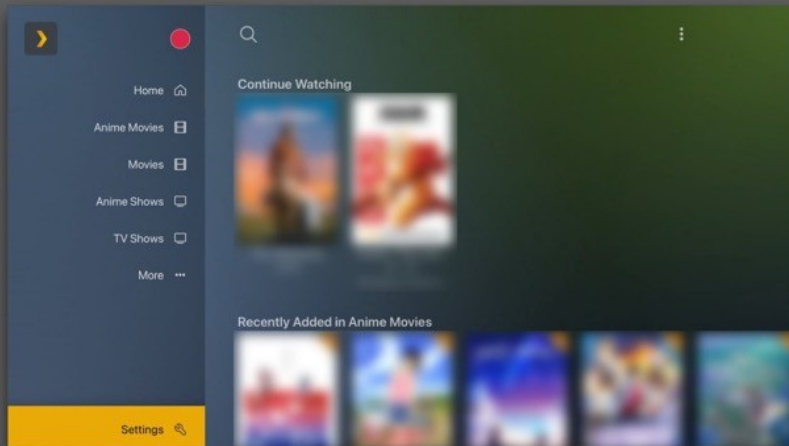 Home
Anime Movies
Movies
Anime Shows
TV Shows
More
Settings
Continue Watching
Recently Added in Anime Movies